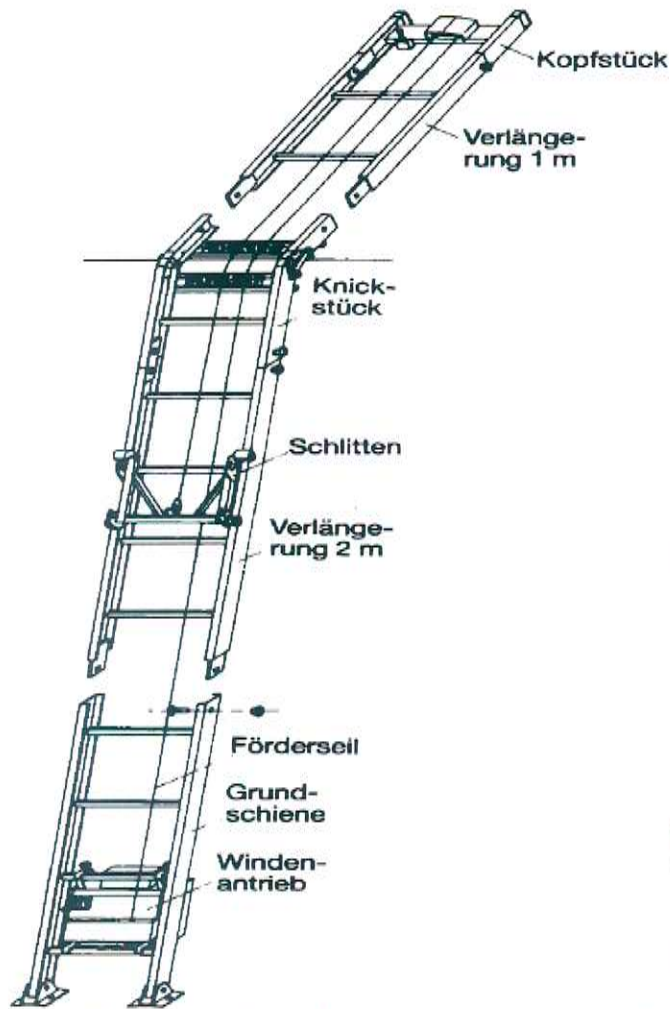 Kopfstück
Verlänge-
rung 1 m
Knick-
stück
Schlitten
Verlänge-
rung 2 m
Förderseil
Grund-
schiene
Winden-
antrieb